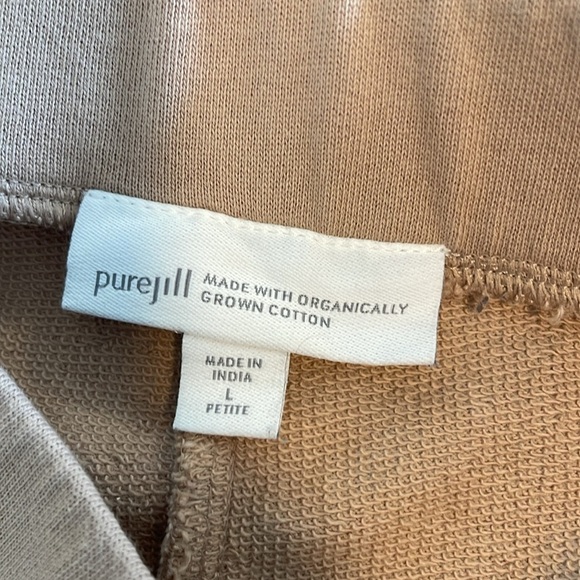 purejill
MADE WITH ORGANICALLY
GROWN COTTON
MADE IN
INDIA
L
PETITE